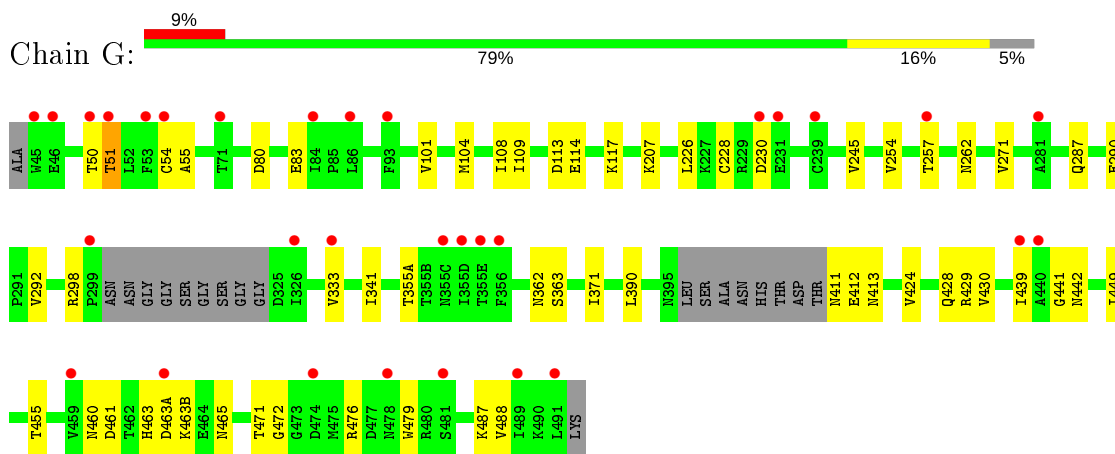 9%
Chain G:
79% 16% 5%
ALA W45 E46 T50 T51 L52 F53 C54 A55 T71 D80 E83 I84 P85 L86 F93 V101 M104 I108 I109 D113 E114 K117 K207 L226 K227 C228 R229 D230 E231 C239 V245 V254 T257 N262 V271 A281 Q287
P291 V292 R298 P299 ASN ASN GLY GLY SER GLY SER GLY GLY D325 I326 V333 I341 T355A T355B N355C I355D T355E F356 N362 S363 I371 L390 N395 LEU SER ALA ASN HIS THR ASP THR N411 E412 N413 V424 Q428 R429 V430 I439 A440 G441 N442
T455 V459 N460 D461 T462 H463 D463A K463B E464 N465 T471 G472 G473 D474 M475 R476 D477 N478 W479 R480 S481 K487 V488 I489 K490 L491 LYS